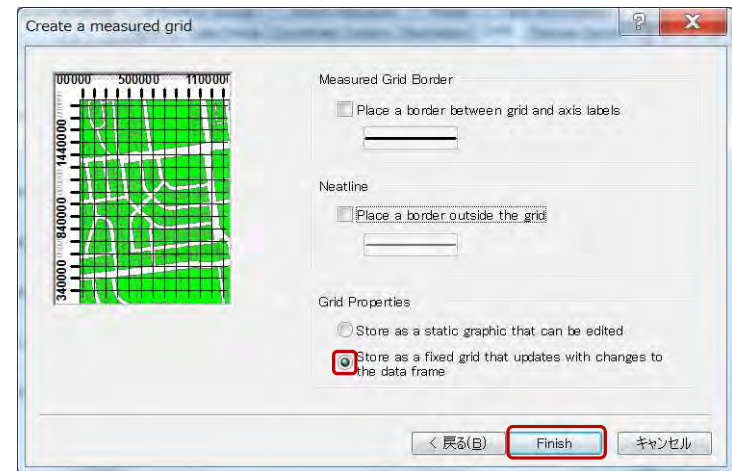 Create a measured grid
00000 500000 110000
1440000
840000
340000
Measured Grid Border
Place a border between grid and axis labels
Neatline
Place a border outside the grid
Grid Properties
Store as a static graphic that can be edited
Store as a fixed grid that updates with changes to
the data frame
< 戻る(B)
Finish
キャンセル